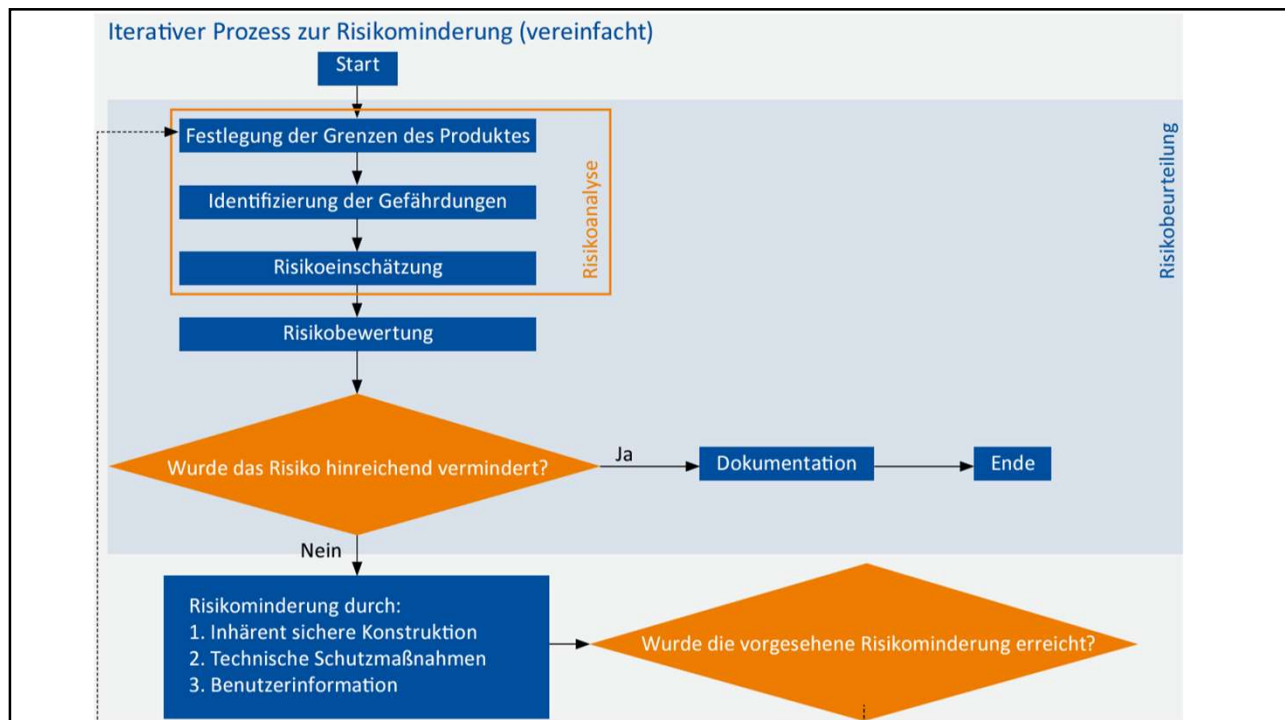 Iterativer Prozess zur Risikominderung (vereinfacht)
Start
Festlegung der Grenzen des Produktes
Identifizierung der Gefährdungen
Risikoeinschätzung
Risikoanalyse
Risikobeurteilung
Risikobewertung
Wurde das Risiko hinreichend vermindert?
Ja
Dokumentation
Ende
Nein
Risikominderung durch:
1. Inhärent sichere Konstruktion
2. Technische Schutzmaßnahmen
3. Benutzerinformation
Wurde die vorgesehene Risikominderung erreicht?